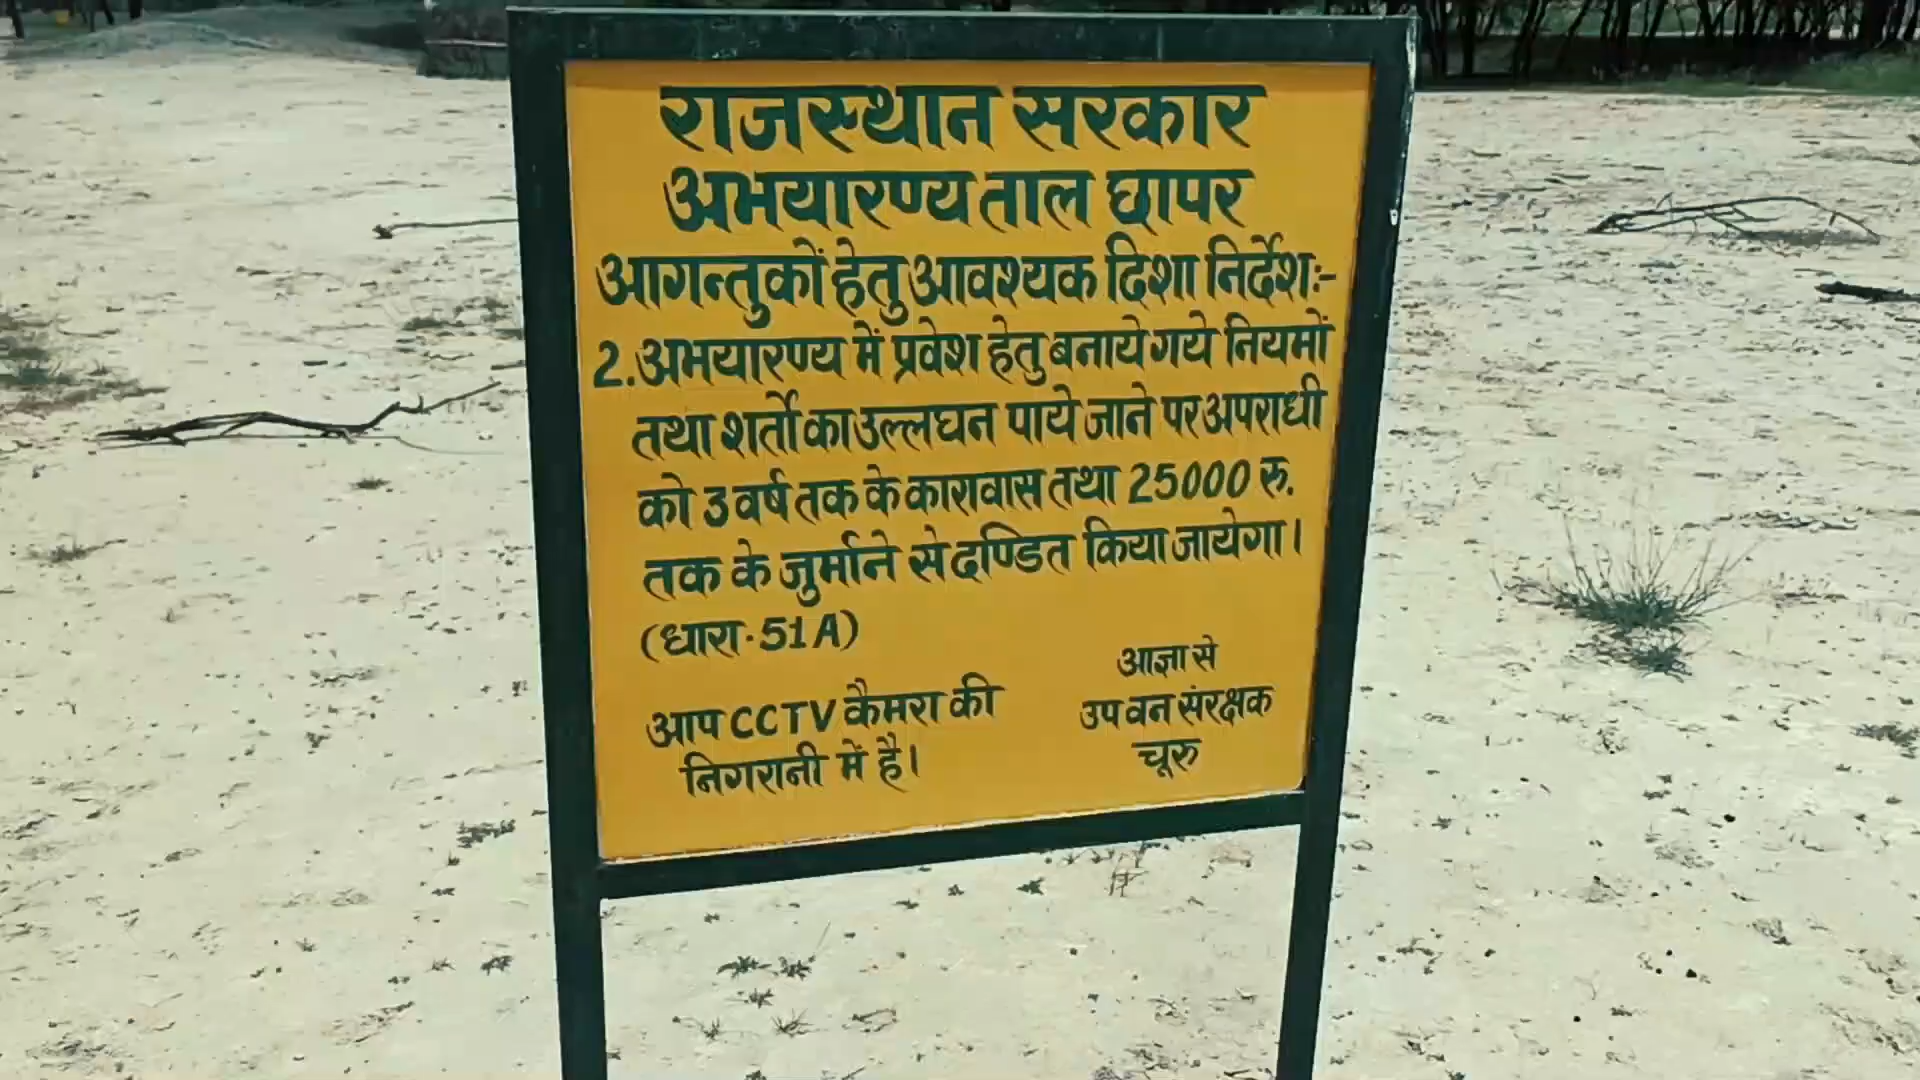 राजस्थान सरकार
अभयारण्य ताल छापर
आगन्तुकों हेतु आवश्यक दिशा निर्देश:-
2. अभयारण्य में प्रवेश हेतु बनाये गये नियमों
तथा शर्तो का उल्लघन पाये जाने पर अपराधी
को 3 वर्ष तक के कारावास तथा 25000 रु.
तक के जुर्माने से दण्डित किया जायेगा।
(धारा-51A)
आप CCTV कैमरा की
निगरानी में है।
आज्ञा से
उप वन संरक्षक
चूरु